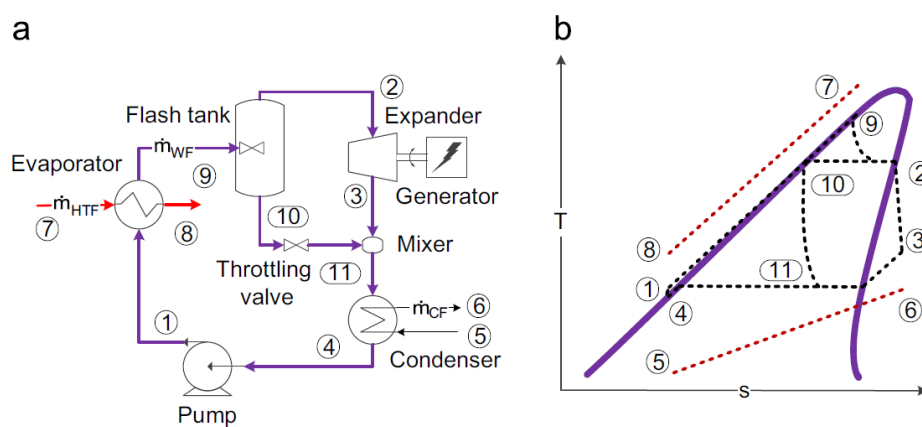 a
b
②
Flash tank
Expander
ṁWF
Evaporator
⑨
ṁHTF
③
Generator
⑦
⑧
⑩
Mixer
Throttling
valve
⑪
ṁCF
⑥
⑤
①
④
Condenser
Pump
T
⑦
⑨
②
⑩
⑧
③
⑪
①
④
⑥
⑤
s